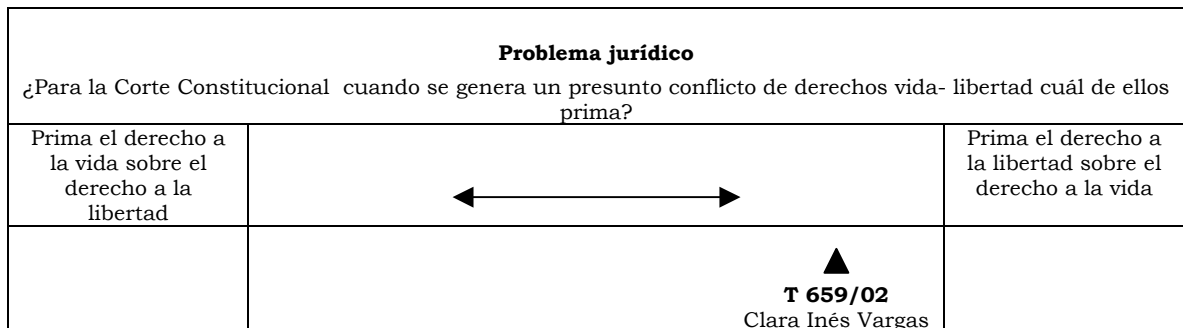 Problema jurídico
¿Para la Corte Constitucional  cuando se genera un presunto conflicto de derechos vida- libertad cuál de ellos
prima?
Prima el derecho a
la vida sobre el
derecho a la
libertad
Prima el derecho a
la libertad sobre el
derecho a la vida
T 659/02
Clara Inés Vargas